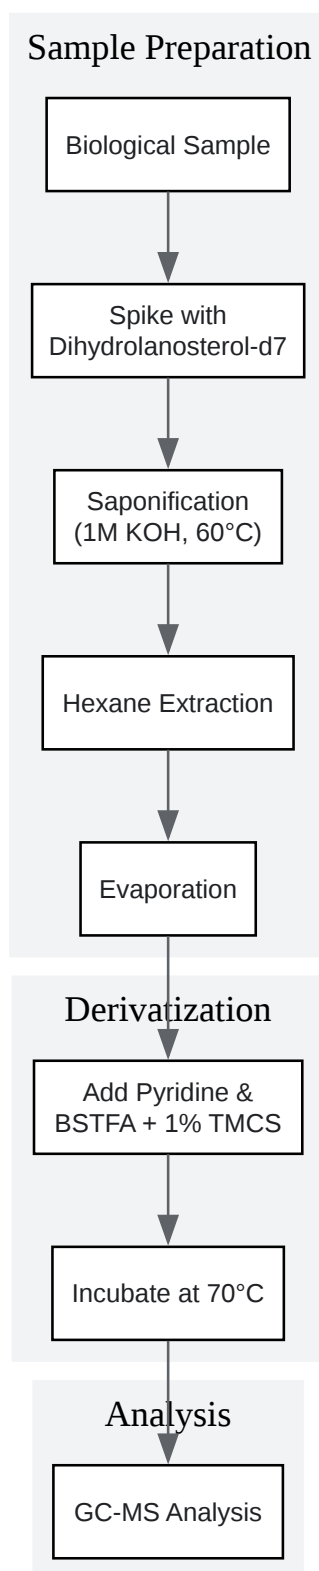 Sample Preparation
Biological Sample
Spike with
Dihydrolanosterol-d7
Saponification
(1M KOH, 60°C)
Hexane Extraction
Evaporation
Derivatization
Add Pyridine &
BSTFA + 1% TMCS
Incubate at 70°C
Analysis
GC-MS Analysis